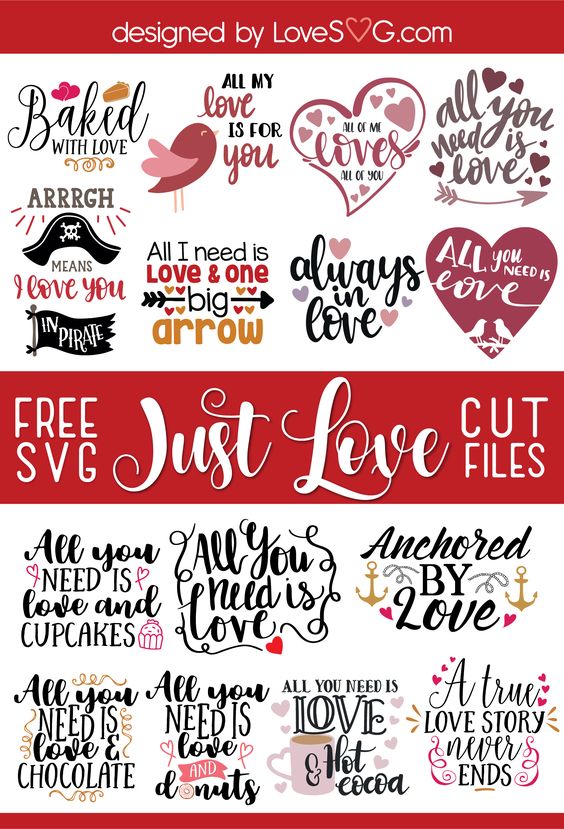 designed by LoveSVG.com
Baked
WITH LOVE
ALL MY
love
IS FOR
you
ALL OF ME
loves
ALL OF YOU
all you
need is
love
ARRRGH
MEANS
I love you
IN PIRATE
All I need is
LOVE & ONE
big
arrow
always
in
love
ALL you
NEED IS
love
FREE
SVG
Just Love
CUT
FILES
All you
NEED IS
love and
CUPCAKES
All You
need is
Love
Anchored
BY
Love
All you
NEED IS
love &
CHOCOLATE
All you
NEED IS
love
AND
donuts
ALL YOU NEED IS
LOVE
& Hot
cocoa
A true
LOVE STORY
never
ENDS